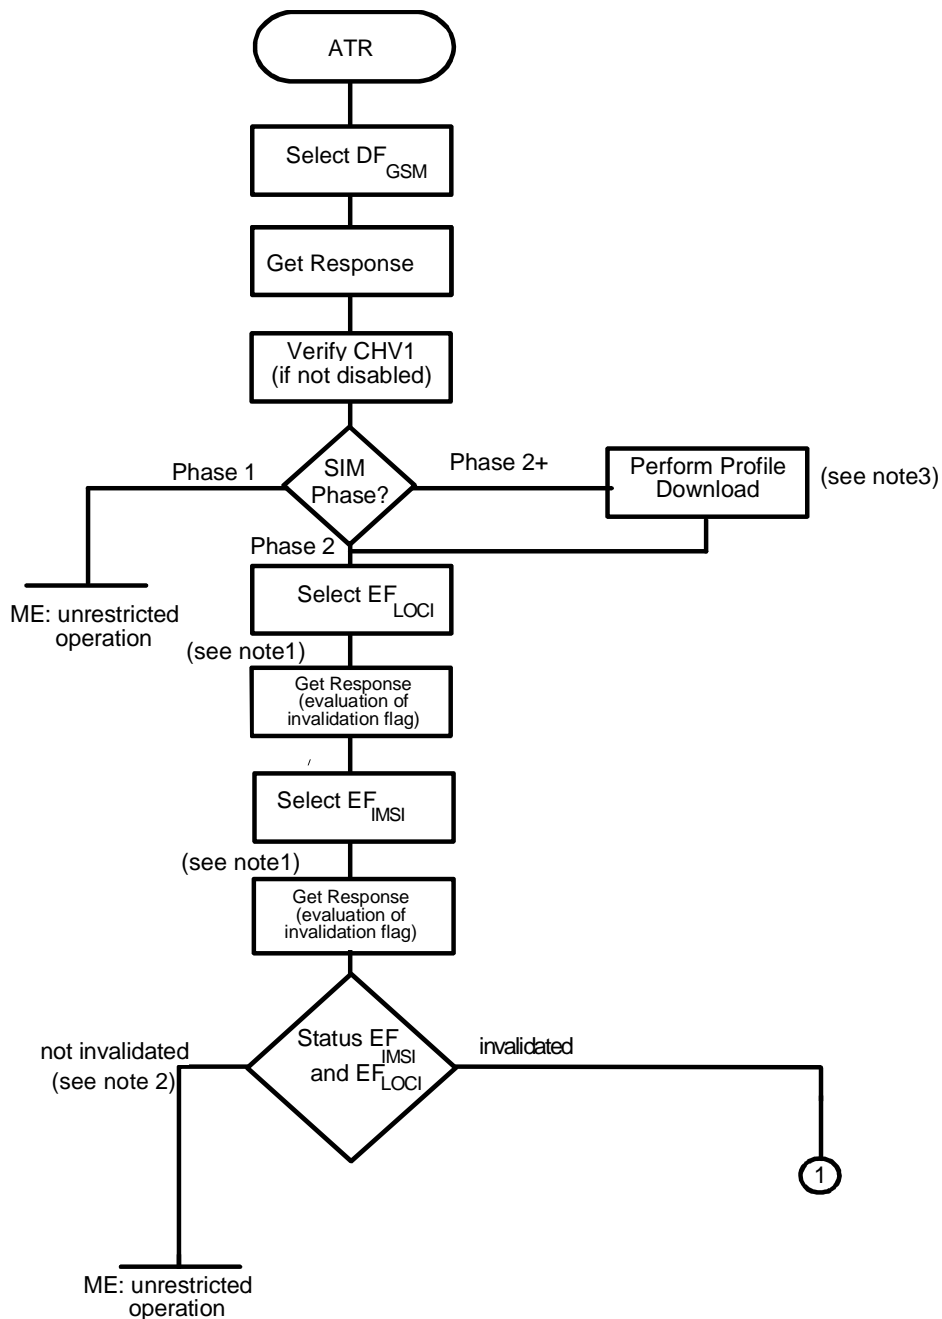 ATR
Select DF GSM
Get Response
Verify CHV1
(if not disabled)
Phase 1
SIM
Phase?
Phase 2+
Perform Profile
Download
(see note3)
Phase 2
ME: unrestricted
operation
Select EF LOCI
(see note1)
Get Response
(evaluation of
invalidation flag)
Select EF IMSI
(see note1)
Get Response
(evaluation of
invalidation flag)
not invalidated
(see note 2)
Status EF IMSI
and EF LOCI
invalidated
1
ME: unrestricted
operation